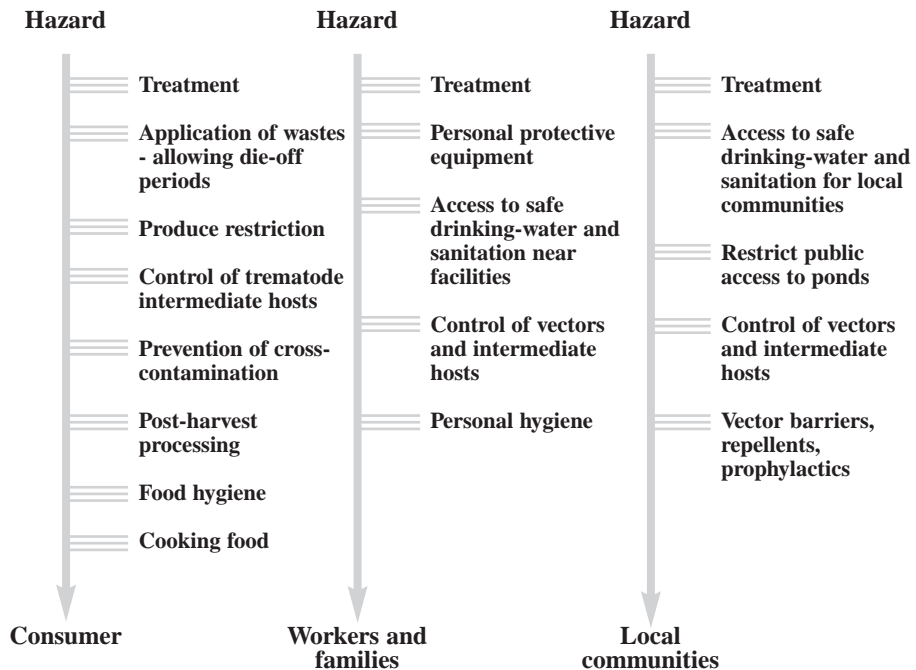 Hazard
Treatment
Application of wastes
- allowing die-off
periods
Produce restriction
Control of trematode
intermediate hosts
Prevention of cross-
contamination
Post-harvest
processing
Food hygiene
Cooking food
Consumer
Hazard
Treatment
Personal protective
equipment
Access to safe
drinking-water and
sanitation near
facilities
Control of vectors
and intermediate
hosts
Personal hygiene
Workers and
families
Hazard
Treatment
Access to safe
drinking-water and
sanitation for local
communities
Restrict public
access to ponds
Control of vectors
and intermediate
hosts
Vector barriers,
repellents,
prophylactics
Local
communities